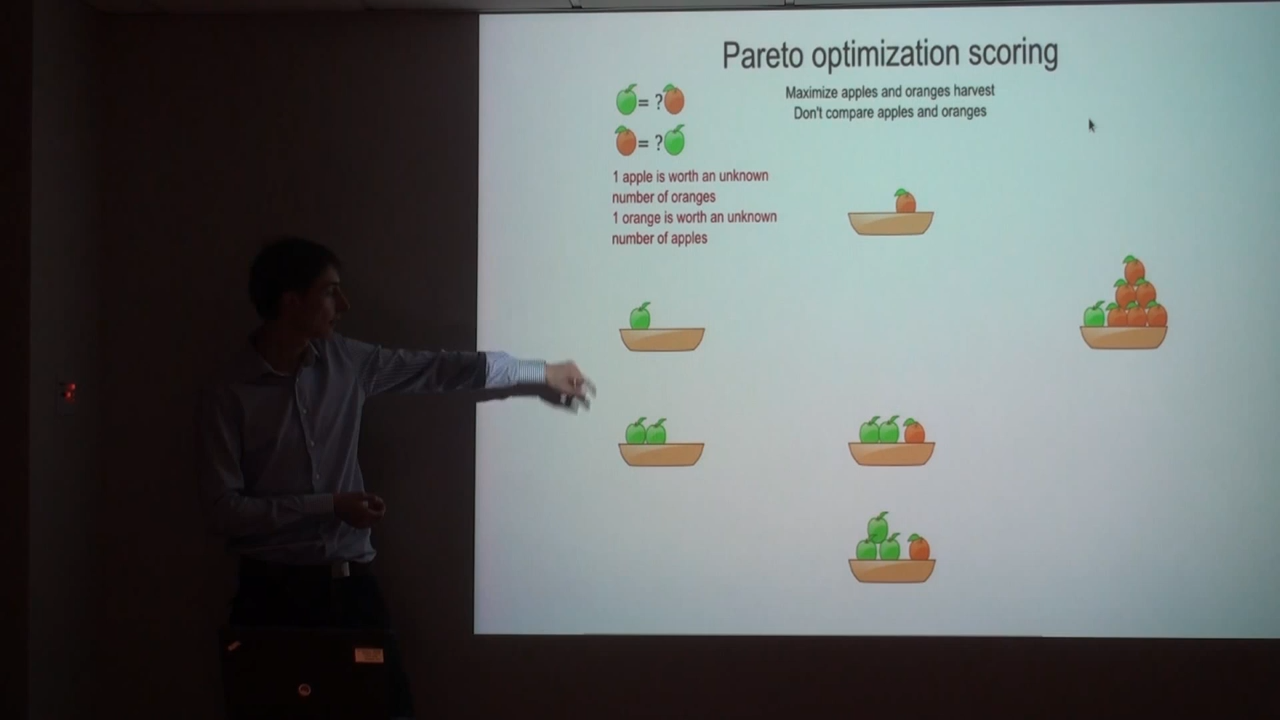 Pareto optimization scoring
Maximize apples and oranges harvest
Don't compare apples and oranges
= ?
= ?
1 apple is worth an unknown
number of oranges
1 orange is worth an unknown
number of apples